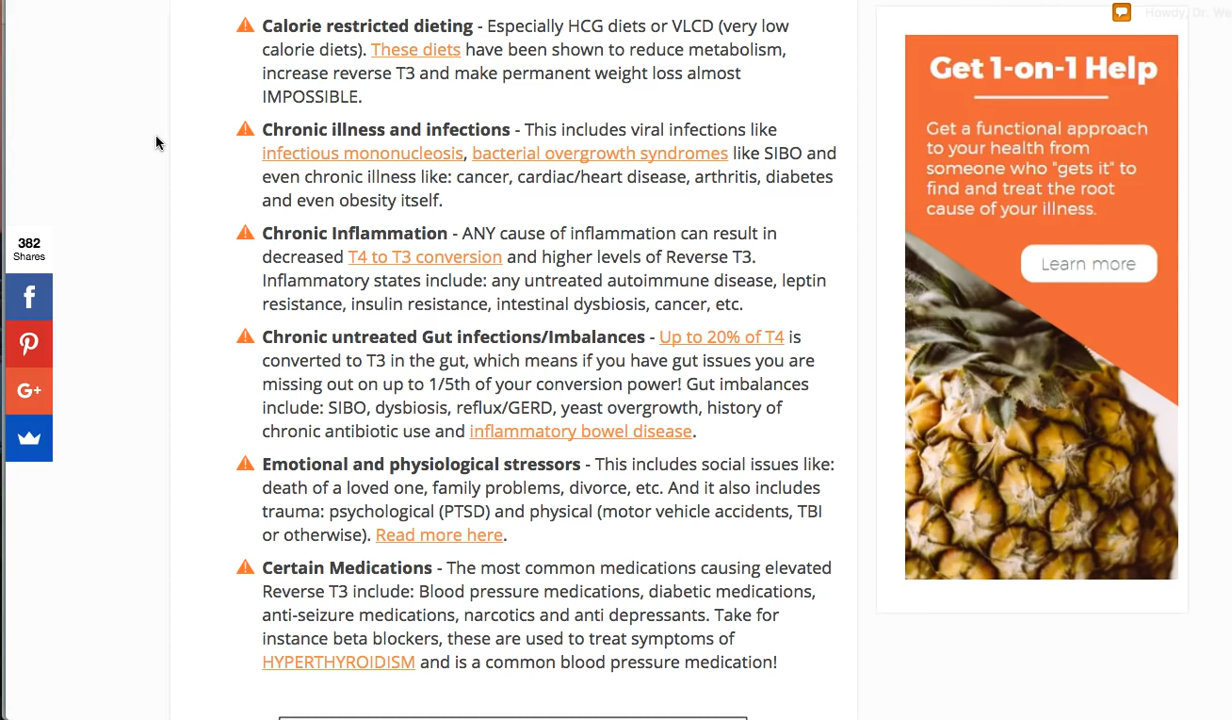 Calorie restricted dieting - Especially HCG diets or VLCD (very low
calorie diets). These diets have been shown to reduce metabolism,
increase reverse T3 and make permanent weight loss almost
IMPOSSIBLE.
Chronic illness and infections - This includes viral infections like
infectious mononucleosis, bacterial overgrowth syndromes like SIBO and
even chronic illness like: cancer, cardiac/heart disease, arthritis, diabetes
and even obesity itself.
Chronic Inflammation - ANY cause of inflammation can result in
decreased T4 to T3 conversion and higher levels of Reverse T3.
Inflammatory states include: any untreated autoimmune disease, leptin
resistance, insulin resistance, intestinal dysbiosis, cancer, etc.
Chronic untreated Gut infections/Imbalances - Up to 20% of T4 is
converted to T3 in the gut, which means if you have gut issues you are
missing out on up to 1/5th of your conversion power! Gut imbalances
include: SIBO, dysbiosis, reflux/GERD, yeast overgrowth, history of
chronic antibiotic use and inflammatory bowel disease.
Emotional and physiological stressors - This includes social issues like:
death of a loved one, family problems, divorce, etc. And it also includes
trauma: psychological (PTSD) and physical (motor vehicle accidents, TBI
or otherwise). Read more here.
Certain Medications - The most common medications causing elevated
Reverse T3 include: Blood pressure medications, diabetic medications,
anti-seizure medications, narcotics and anti depressants. Take for
instance beta blockers, these are used to treat symptoms of
HYPERTHYROIDISM and is a common blood pressure medication!
382
Shares
f
G+
Howdy, Dr. We
Get 1-on-1 Help
Get a functional approach
to your health from
someone who "gets it" to
find and treat the root
cause of your illness.
Learn more